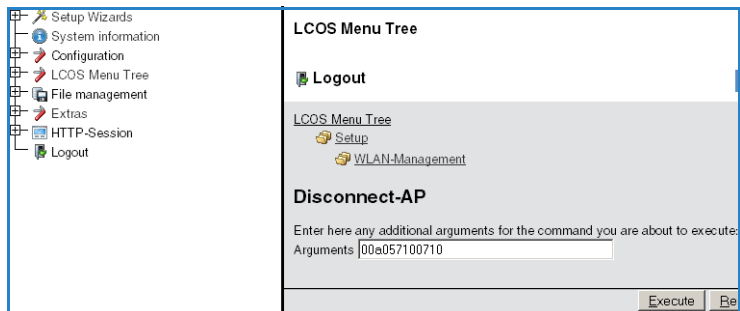 Setup Wizards
System information
Configuration
LCOS Menu Tree
File management
Extras
HTTP-Session
Logout
LCOS Menu Tree
Logout
LCOS Menu Tree
Setup
WLAN-Management
Disconnect-AP
Enter here any additional arguments for the command you are about to execute:
Arguments 00a057100710
Execute